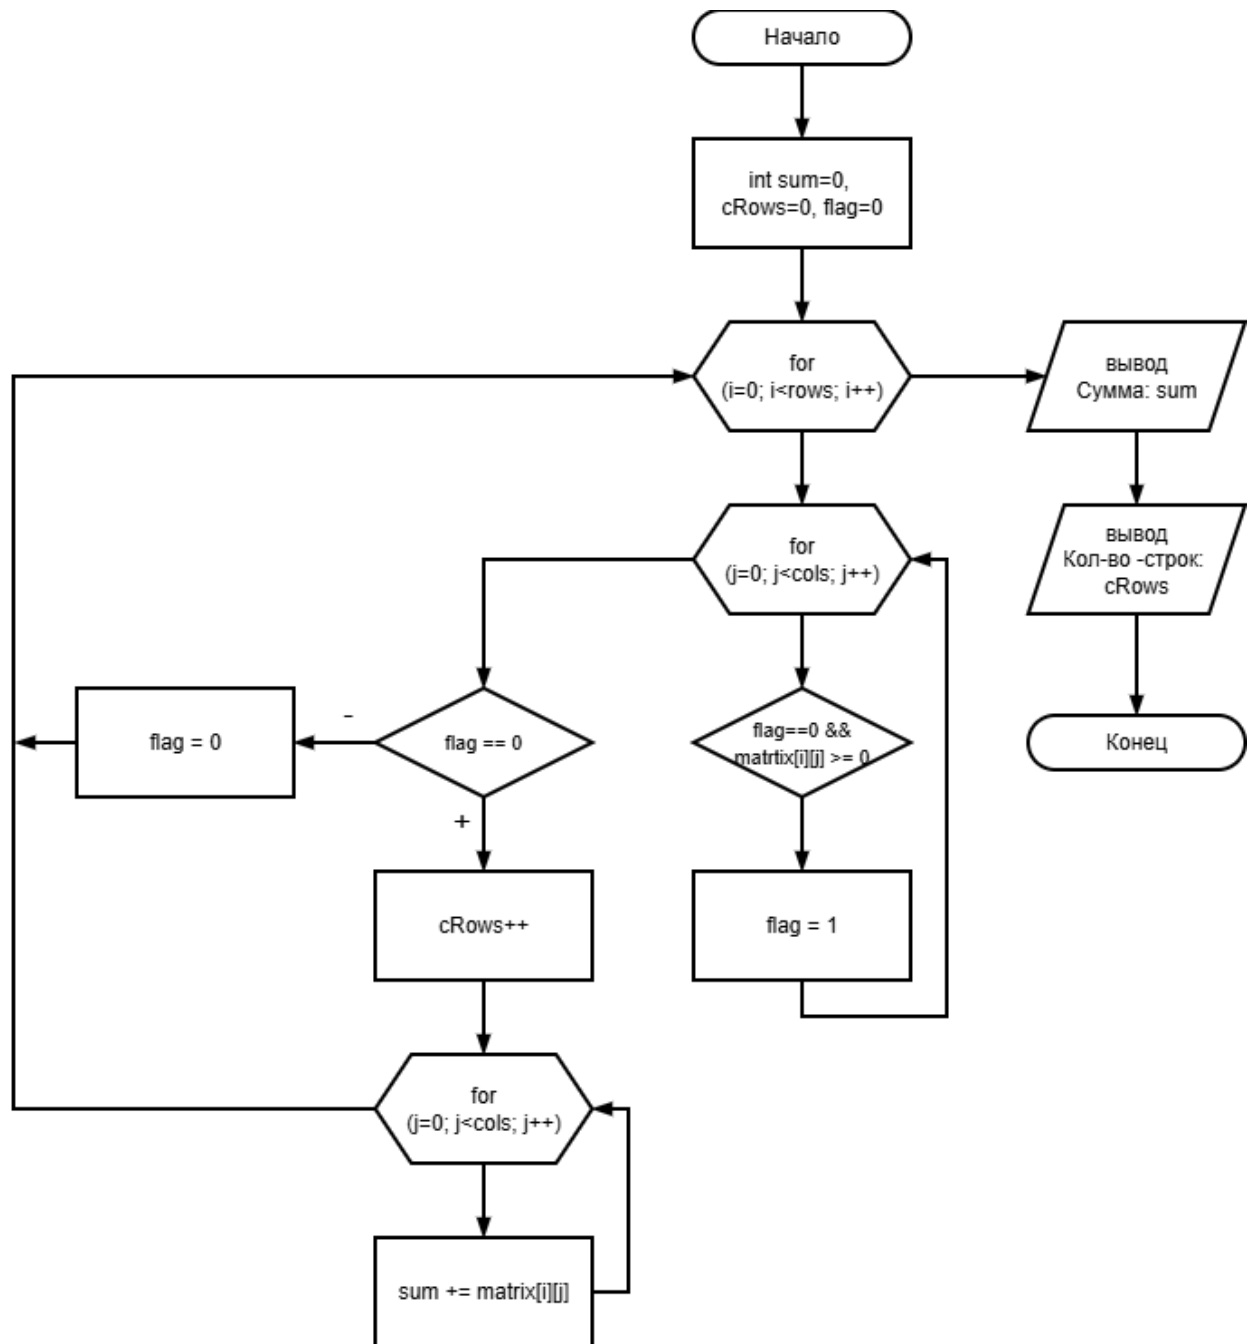 Начало
int sum=0,
cRows=0, flag=0
for
(i=0; i<rows; i++)
вывод
Сумма: sum
for
(j=0; j<cols; j++)
вывод
Кол-во -строк:
cRows
flag = 0
-
flag == 0
+
flag==0 &&
matrtix[i][j] >= 0
Конец
cRows++
flag = 1
for
(j=0; j<cols; j++)
sum += matrix[i][j]